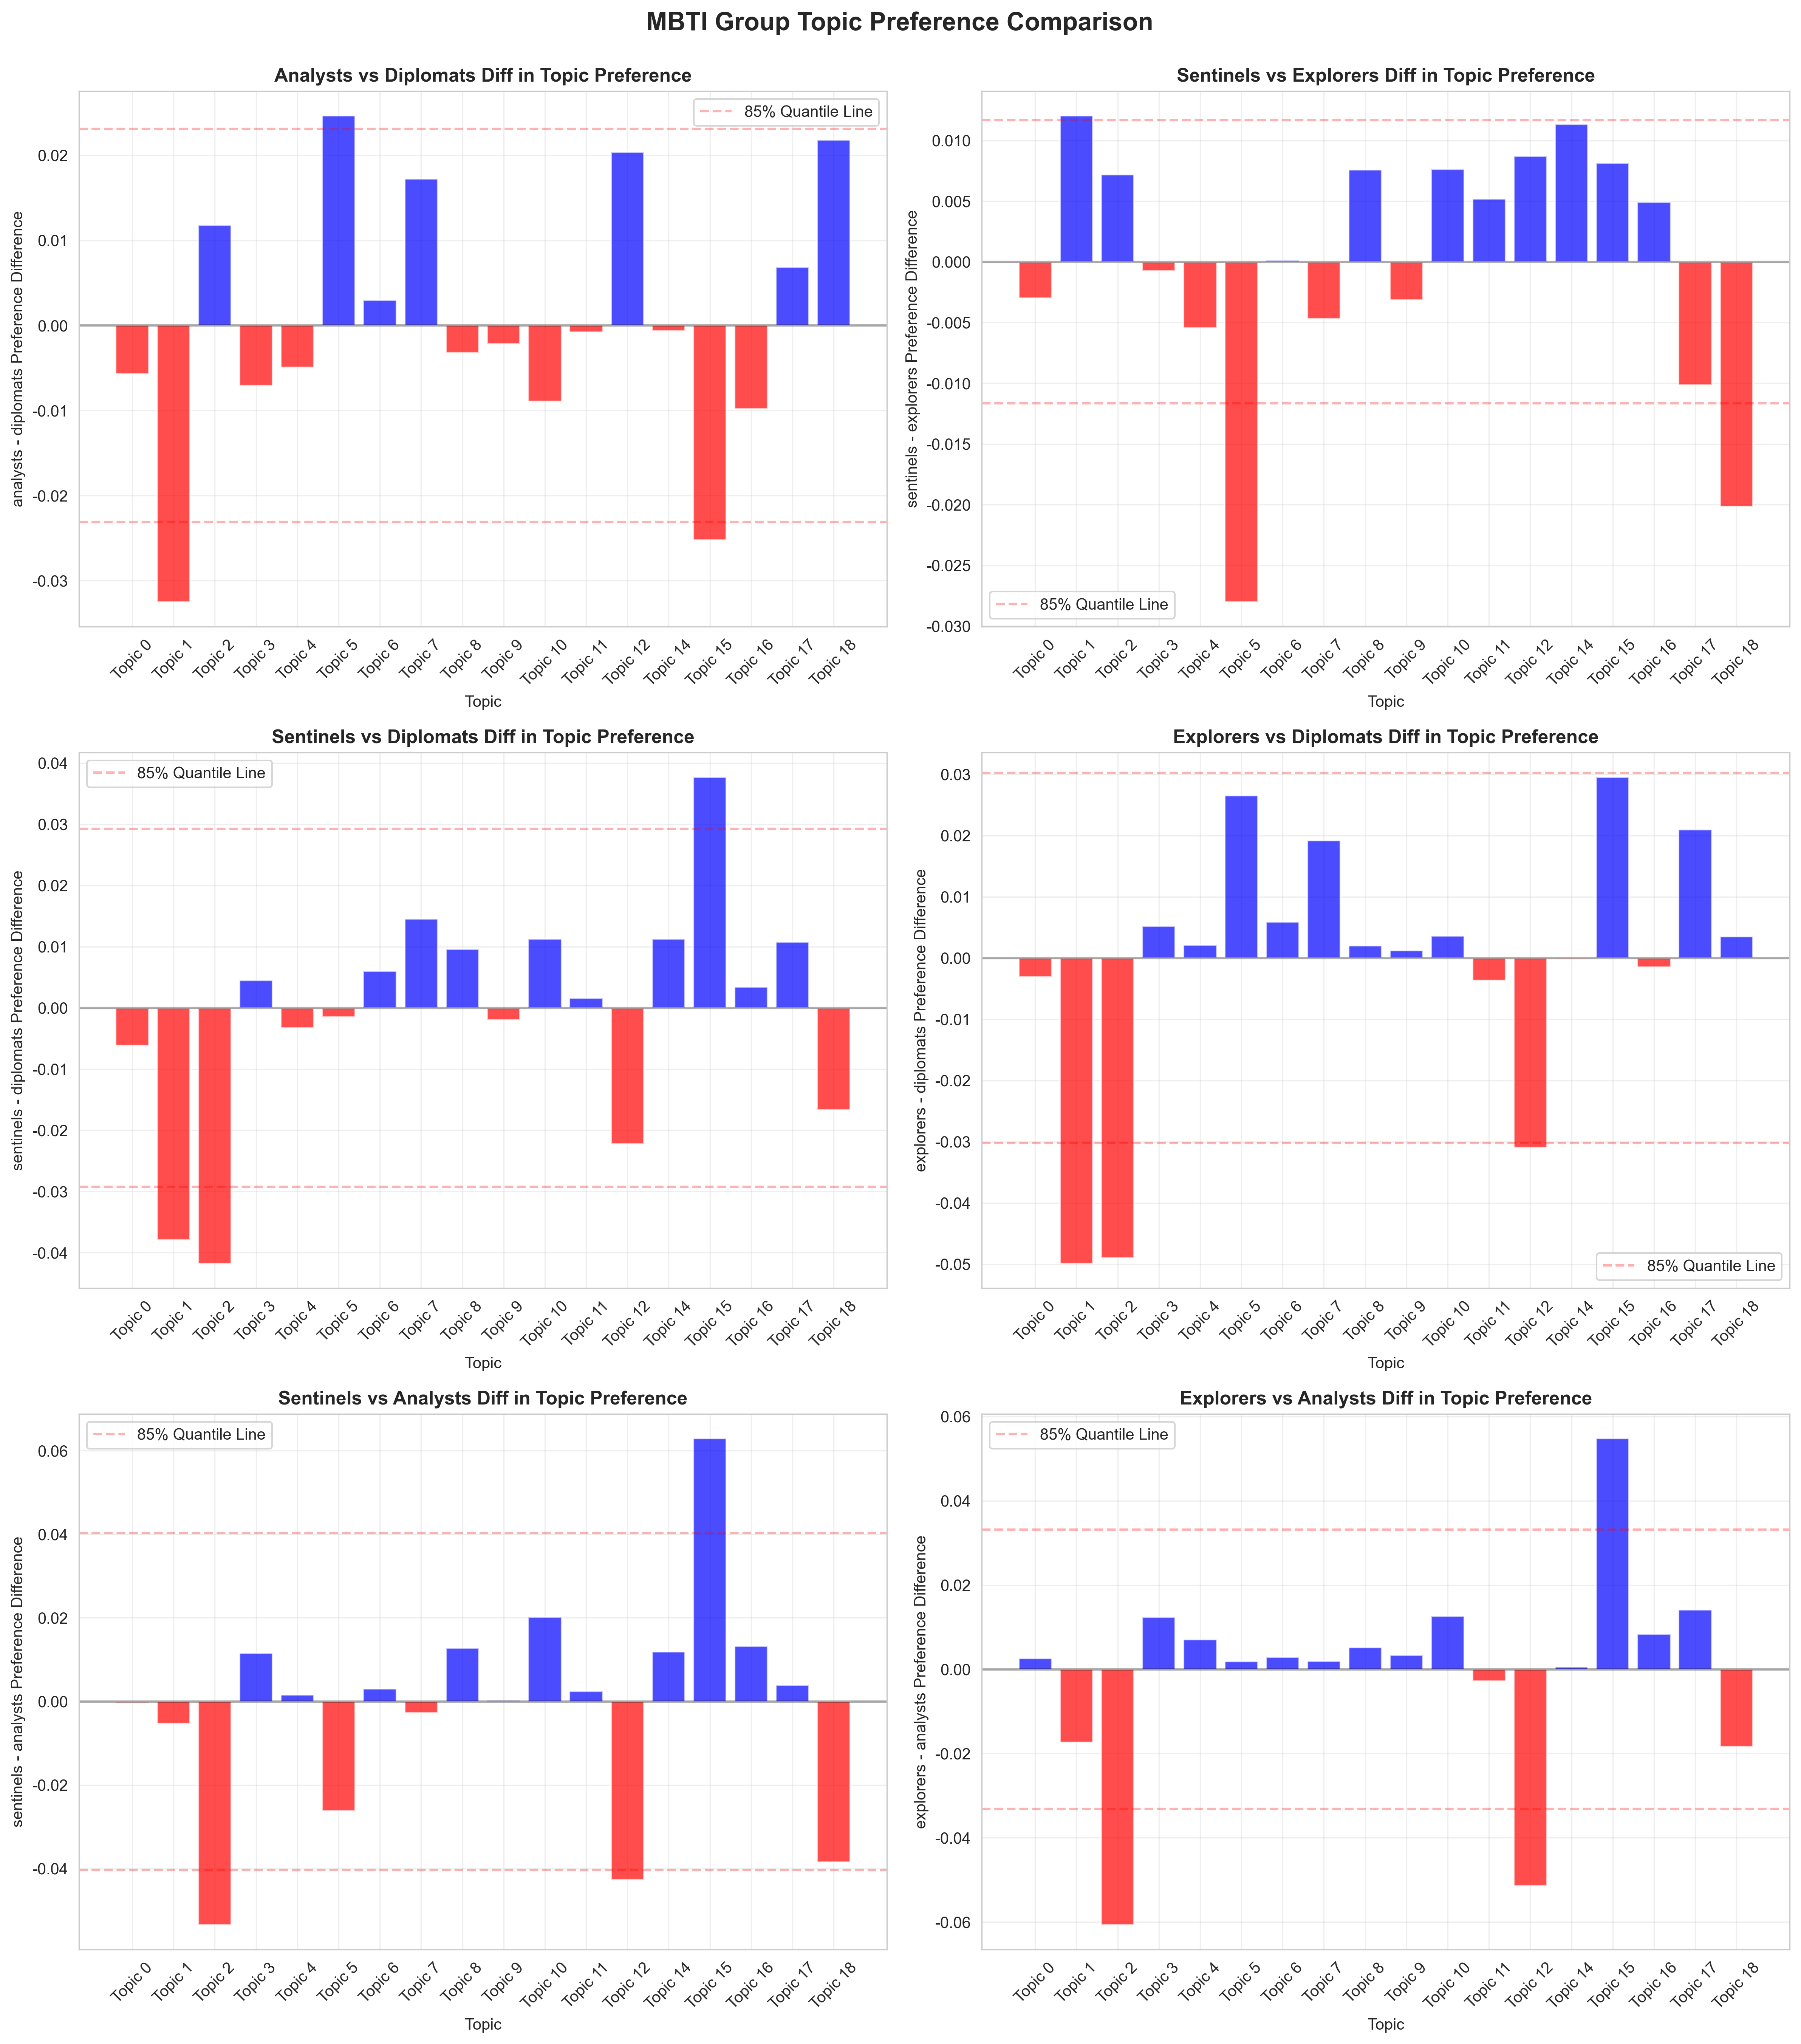 MBTI Group Topic Preference Comparison
Analysts vs Diplomats Diff in Topic Preference
85% Quantile Line
analysts - diplomats Preference Difference
0.02
0.01
0.00
-0.01
-0.02
-0.03
Topic 0
Topic 1
Topic 2
Topic 3
Topic 4
Topic 5
Topic 6
Topic 7
Topic 8
Topic 9
Topic 10
Topic 11
Topic 12
Topic 14
Topic 15
Topic 16
Topic 17
Topic 18
Topic
Sentinels vs Explorers Diff in Topic Preference
sentinels - explorers Preference Difference
0.010
0.005
0.000
-0.005
-0.010
-0.015
-0.020
-0.025
-0.030
85% Quantile Line
Topic 0
Topic 1
Topic 2
Topic 3
Topic 4
Topic 5
Topic 6
Topic 7
Topic 8
Topic 9
Topic 10
Topic 11
Topic 12
Topic 14
Topic 15
Topic 16
Topic 17
Topic 18
Topic
Sentinels vs Diplomats Diff in Topic Preference
85% Quantile Line
sentinels - diplomats Preference Difference
0.04
0.03
0.02
0.01
0.00
-0.01
-0.02
-0.03
-0.04
Topic 0
Topic 1
Topic 2
Topic 3
Topic 4
Topic 5
Topic 6
Topic 7
Topic 8
Topic 9
Topic 10
Topic 11
Topic 12
Topic 14
Topic 15
Topic 16
Topic 17
Topic 18
Topic
Explorers vs Diplomats Diff in Topic Preference
explorers - diplomats Preference Difference
0.03
0.02
0.01
0.00
-0.01
-0.02
-0.03
-0.04
-0.05
85% Quantile Line
Topic 0
Topic 1
Topic 2
Topic 3
Topic 4
Topic 5
Topic 6
Topic 7
Topic 8
Topic 9
Topic 10
Topic 11
Topic 12
Topic 14
Topic 15
Topic 16
Topic 17
Topic 18
Topic
Sentinels vs Analysts Diff in Topic Preference
85% Quantile Line
sentinels - analysts Preference Difference
0.06
0.04
0.02
0.00
-0.02
-0.04
Topic 0
Topic 1
Topic 2
Topic 3
Topic 4
Topic 5
Topic 6
Topic 7
Topic 8
Topic 9
Topic 10
Topic 11
Topic 12
Topic 14
Topic 15
Topic 16
Topic 17
Topic 18
Topic
Explorers vs Analysts Diff in Topic Preference
85% Quantile Line
explorers - analysts Preference Difference
0.06
0.04
0.02
0.00
-0.02
-0.04
-0.06
Topic 0
Topic 1
Topic 2
Topic 3
Topic 4
Topic 5
Topic 6
Topic 7
Topic 8
Topic 9
Topic 10
Topic 11
Topic 12
Topic 14
Topic 15
Topic 16
Topic 17
Topic 18
Topic